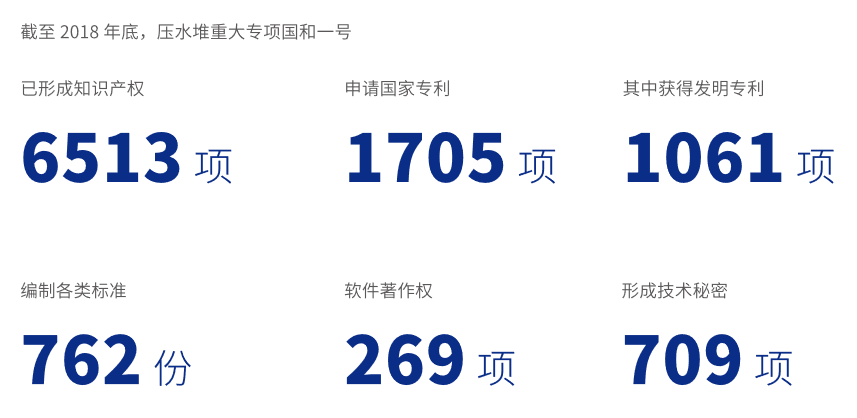 截至 2018 年底，压水堆重大专项国和一号
已形成知识产权
6513 项
申请国家专利
1705 项
其中获得发明专利
1061 项
编制各类标准
762 份
软件著作权
269 项
形成技术秘密
709 项